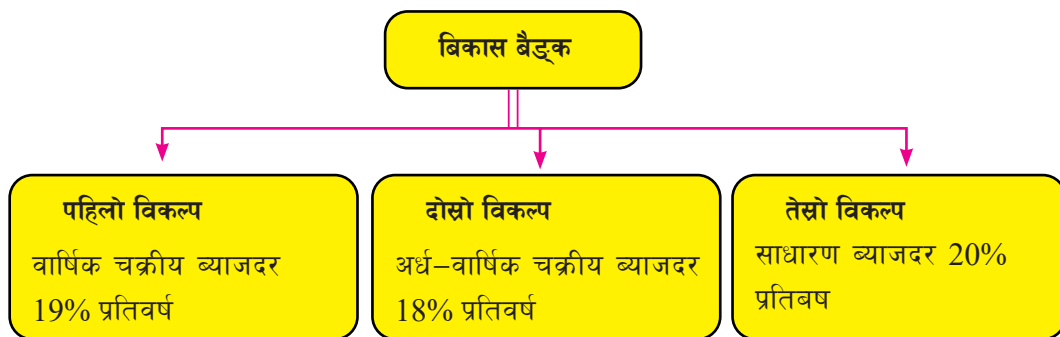 बिकास बैङ्क
पहिलो विकल्प
वार्षिक चक्रीय ब्याजदर
19% प्रतिवर्ष
दोस्रो विकल्प
अर्ध–वार्षिक चक्रीय ब्याजदर
18% प्रतिवर्ष
तेस्रो विकल्प
साधारण ब्याजदर 20%
प्रतिबष